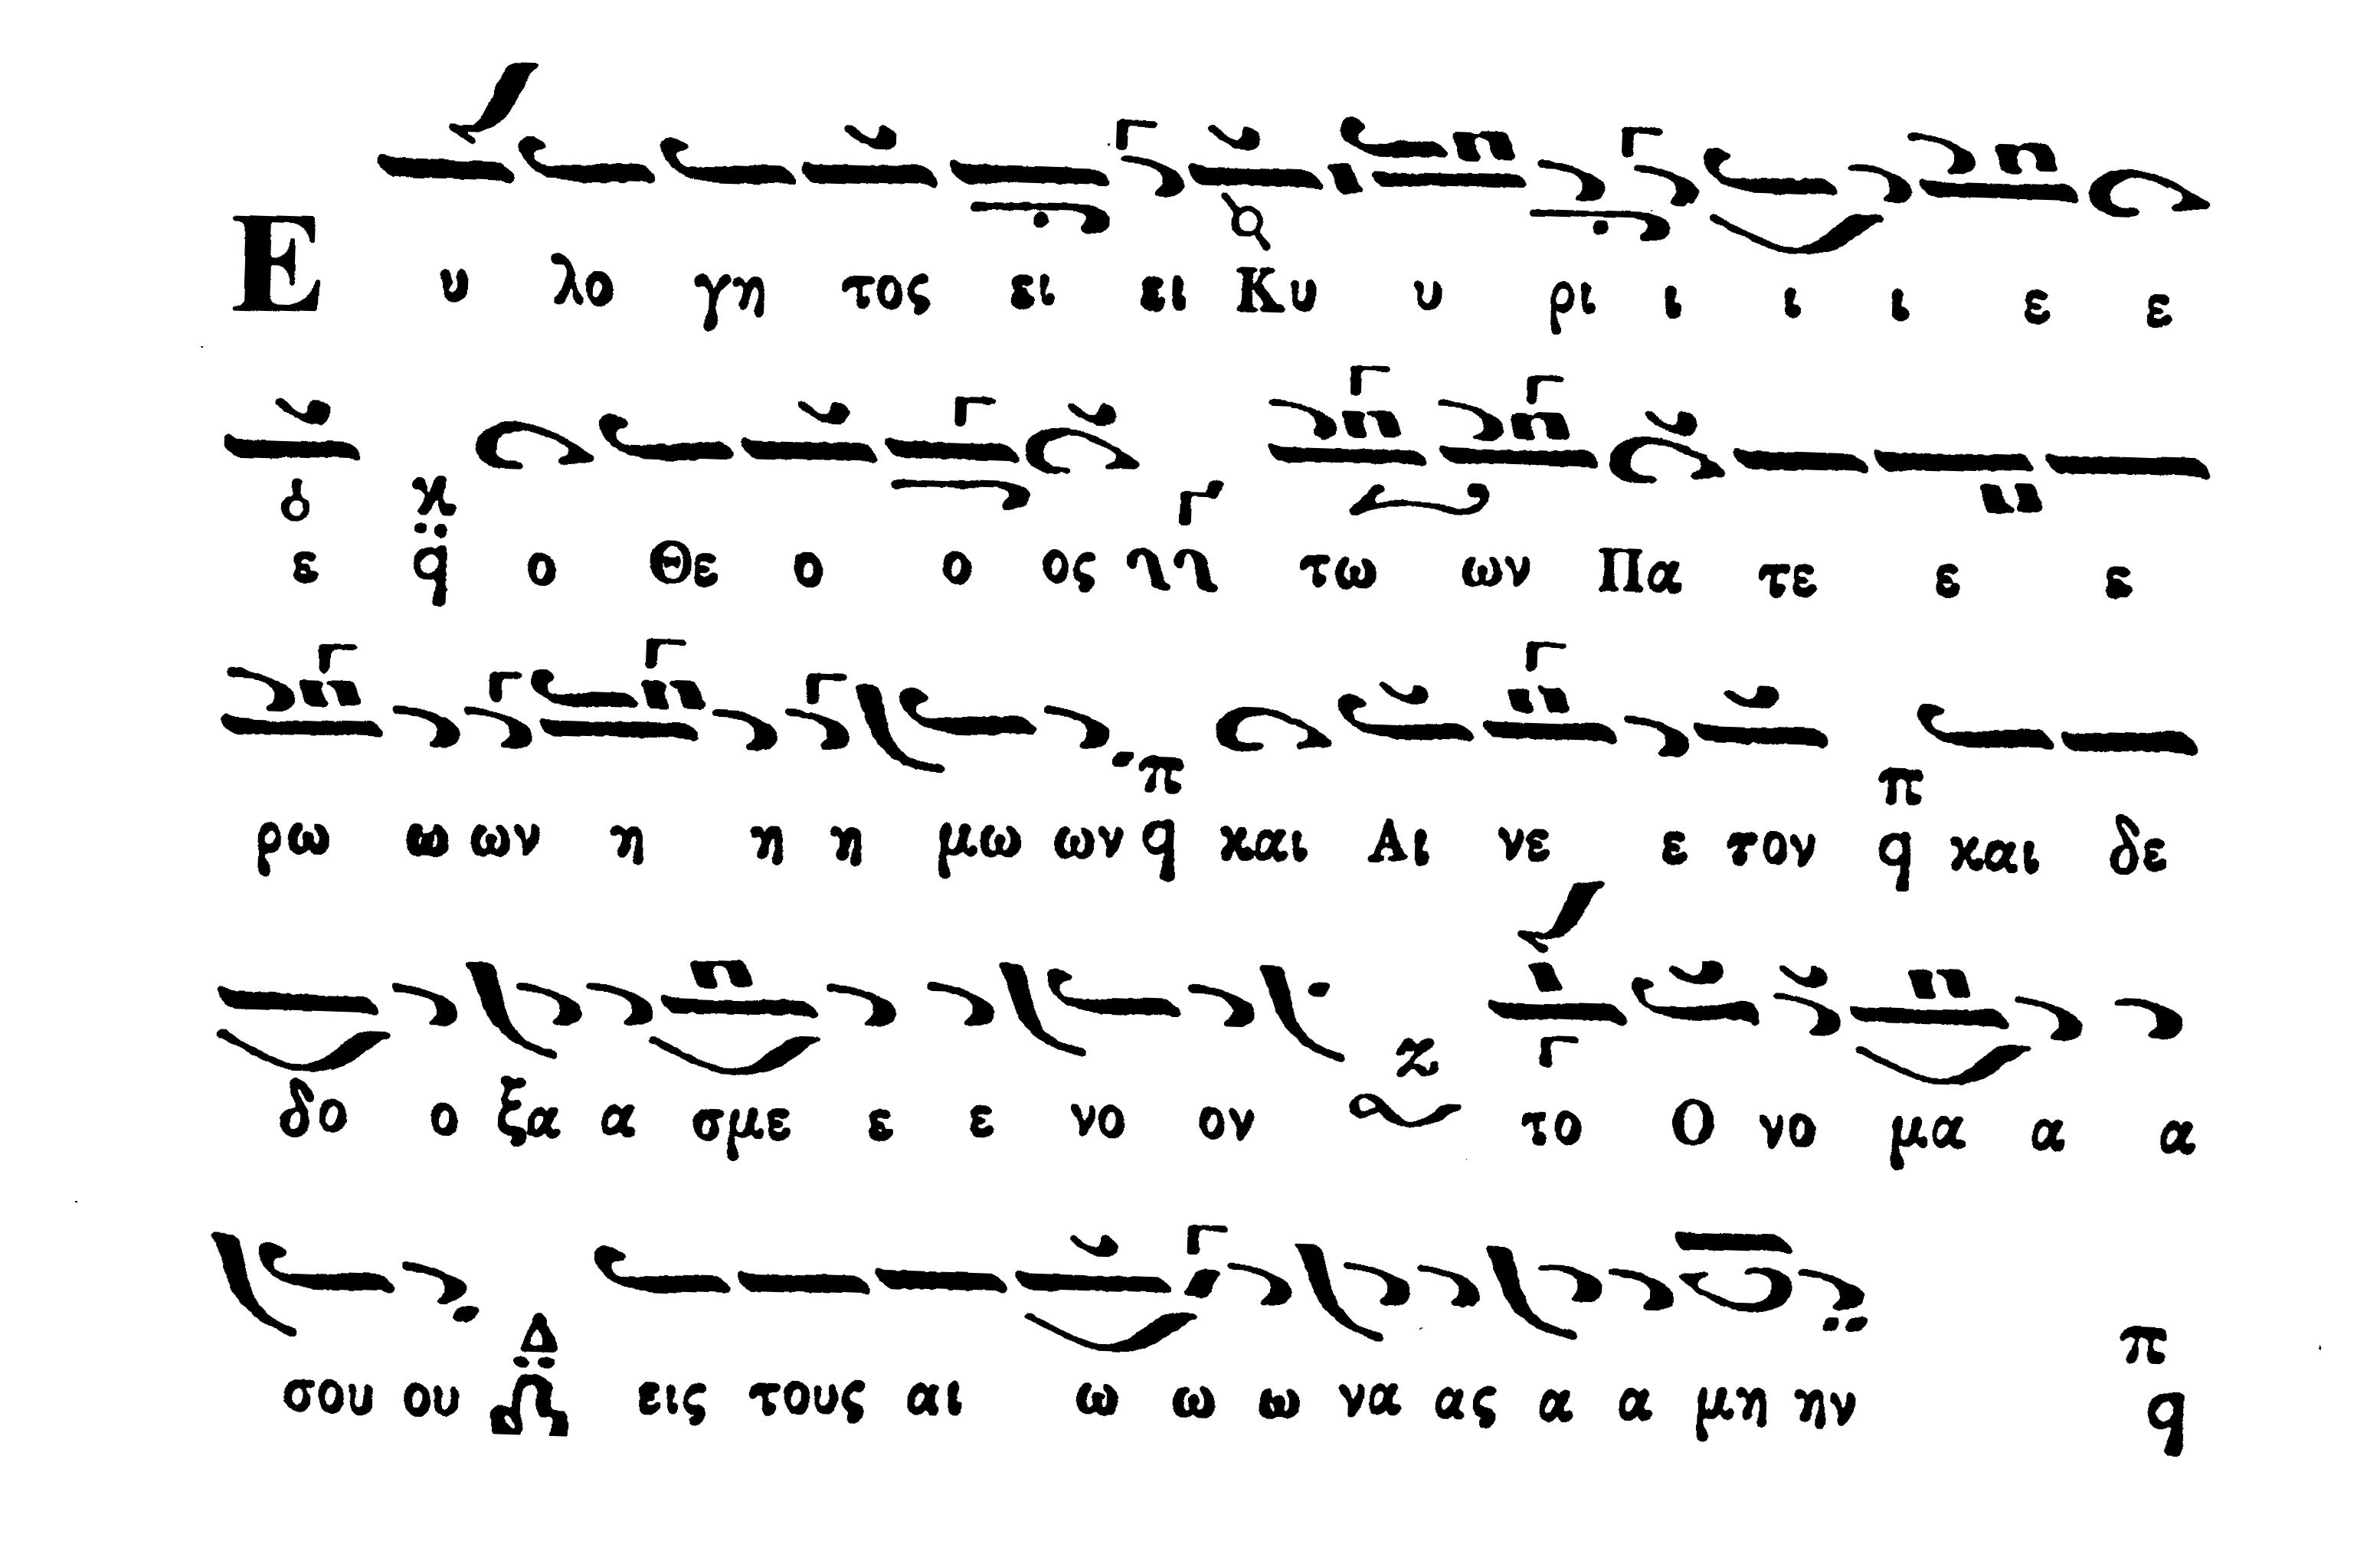 Ε υ λο γη τος ει ει Κυ υ ρι ι ι ι ε ε
ε χ q ο Θε ο ο ος τω ων Πα τε ε ε
ρω ω ων η η η μω ων π q και Αι νε ε τον π q και δε
δο ο ξα α σμε ε ε νο ον Ζ το Ο νο μα α α
σου ου Δ εις τους αι ω ω ω να ας α α μη ην π q